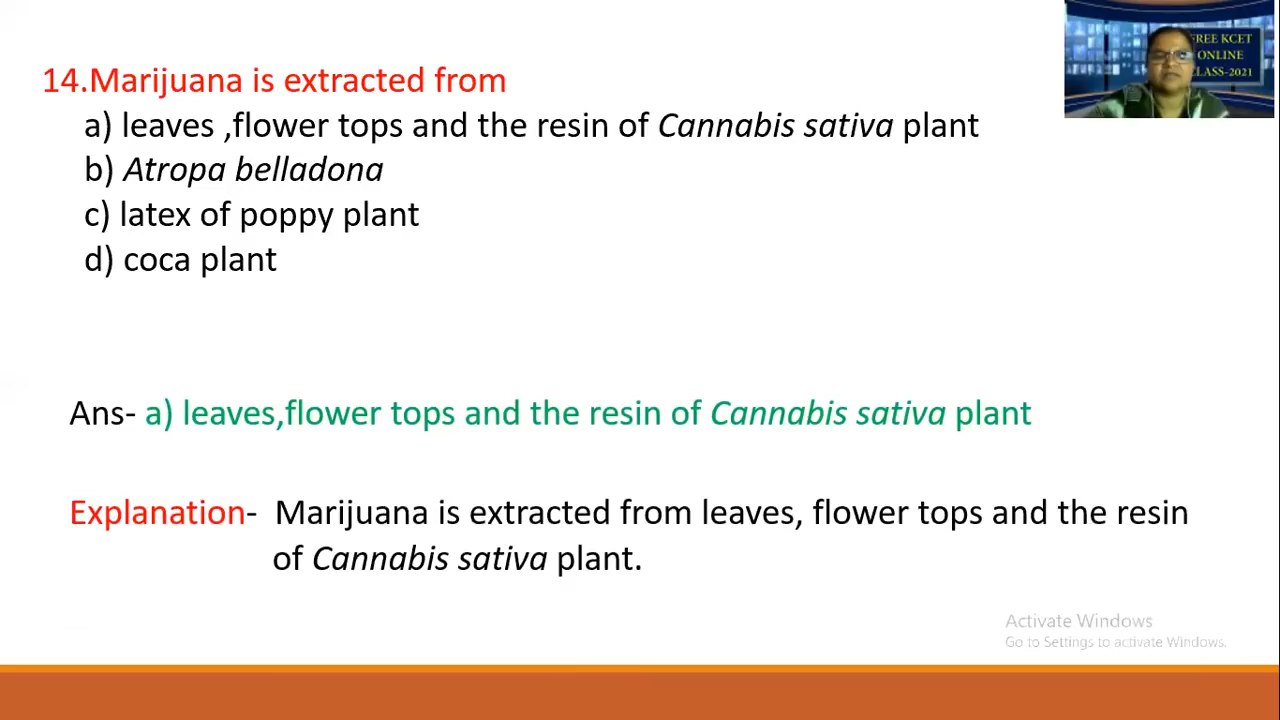 FREE KCET
ONLINE
CLASS-2021
14.Marijuana is extracted from
a) leaves ,flower tops and the resin of Cannabis sativa plant
b) Atropa belladona
c) latex of poppy plant
d) coca plant
Ans- a) leaves,flower tops and the resin of Cannabis sativa plant
Explanation- Marijuana is extracted from leaves, flower tops and the resin
of Cannabis sativa plant.
Activate Windows
Go to Settings to activate Windows.